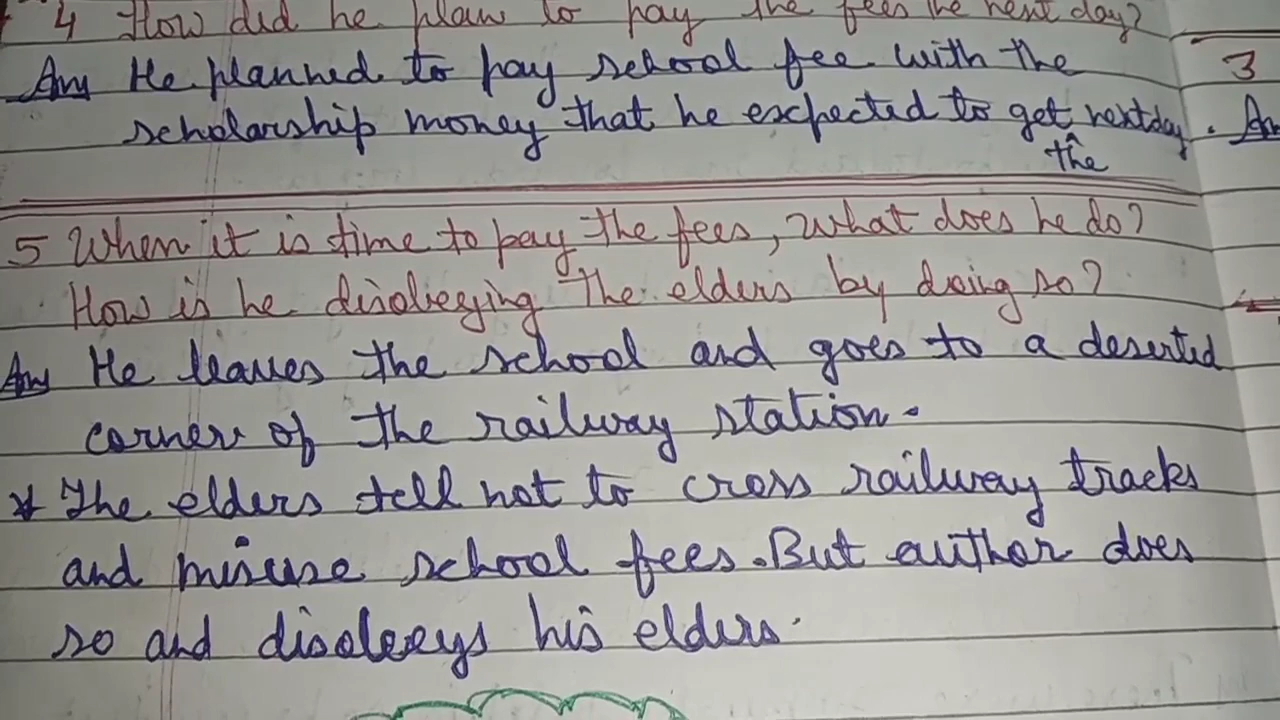 4 How did he plan to pay the fees the next day?
Ans He planned to pay school fee with the
scholarship money that he expected to get nextday.
the
5 When it is time to pay the fees, what does he do?
How is he disobeying the elders by doing so?
Ans He leaves the school and goes to a deserted
corner of the railway station.
* The elders tell not to cross railway tracks
and misuse school fees. But author does
so and disobeys his elders.
3
An